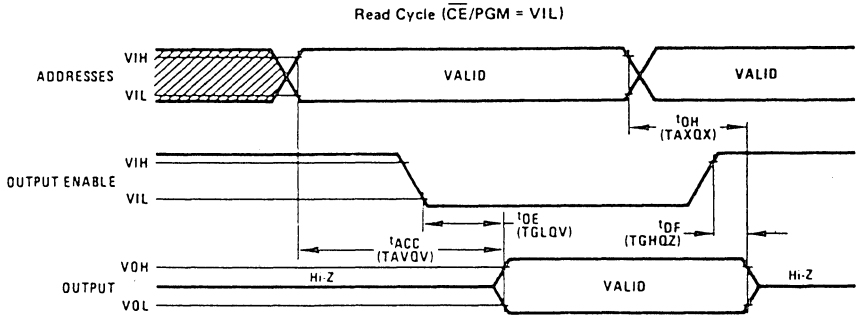 Read Cycle (CE/PGM = VIL)
VIH
ADDRESSES
VALID
VALID
VIL
tOH
(TAXQX)
VIH
OUTPUT ENABLE
VIL
tOE
(TGLQV)
tDF
(TGHQZ)
tACC
(TAVQV)
VOH
Hi-Z
Hi-Z
OUTPUT
VALID
VOL